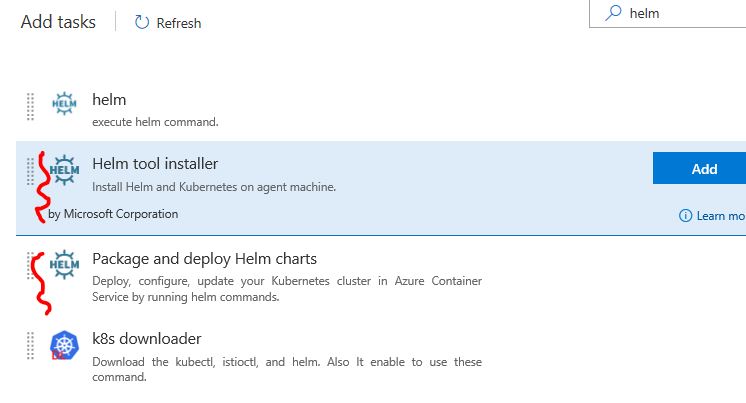 Add tasks
Refresh
helm
HELM
helm
execute helm command.
HELM
Helm tool installer
Add
Install Helm and Kubernetes on agent machine.
by Microsoft Corporation
Learn mo
HELM
Package and deploy Helm charts
Deploy, configure, update your Kubernetes cluster in Azure Container
Service by running helm commands.
k8s downloader
Download the kubectl, istioctl, and helm. Also It enable to use these
command.